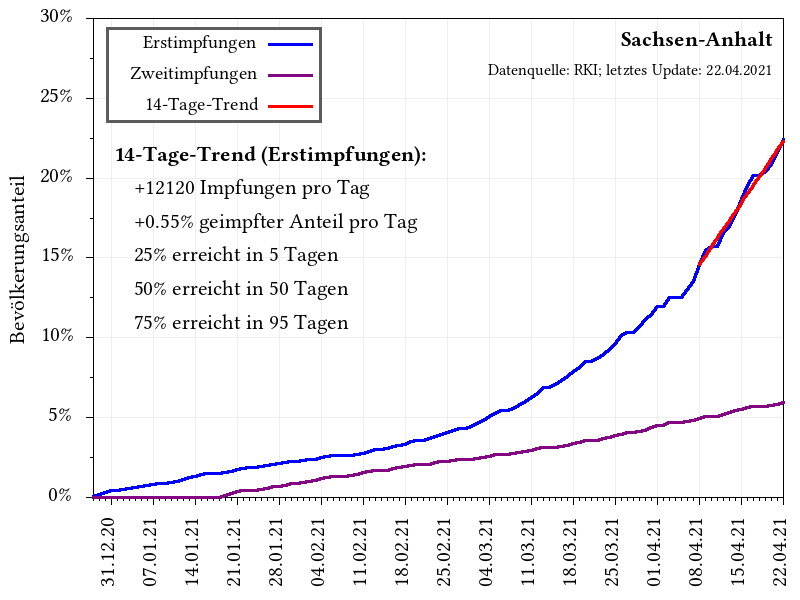 30%
25%
20%
15%
10%
5%
0%
Bevölkerungsanteil
Erstimpfungen
Zweitimpfungen
14-Tage-Trend
Sachsen-Anhalt
Datenquelle: RKI; letztes Update: 22.04.2021
14-Tage-Trend (Erstimpfungen):
+12120 Impfungen pro Tag
+0.55% geimpfter Anteil pro Tag
25% erreicht in 5 Tagen
50% erreicht in 50 Tagen
75% erreicht in 95 Tagen
31.12.20
07.01.21
14.01.21
21.01.21
28.01.21
04.02.21
11.02.21
18.02.21
25.02.21
04.03.21
11.03.21
18.03.21
25.03.21
01.04.21
08.04.21
15.04.21
22.04.21